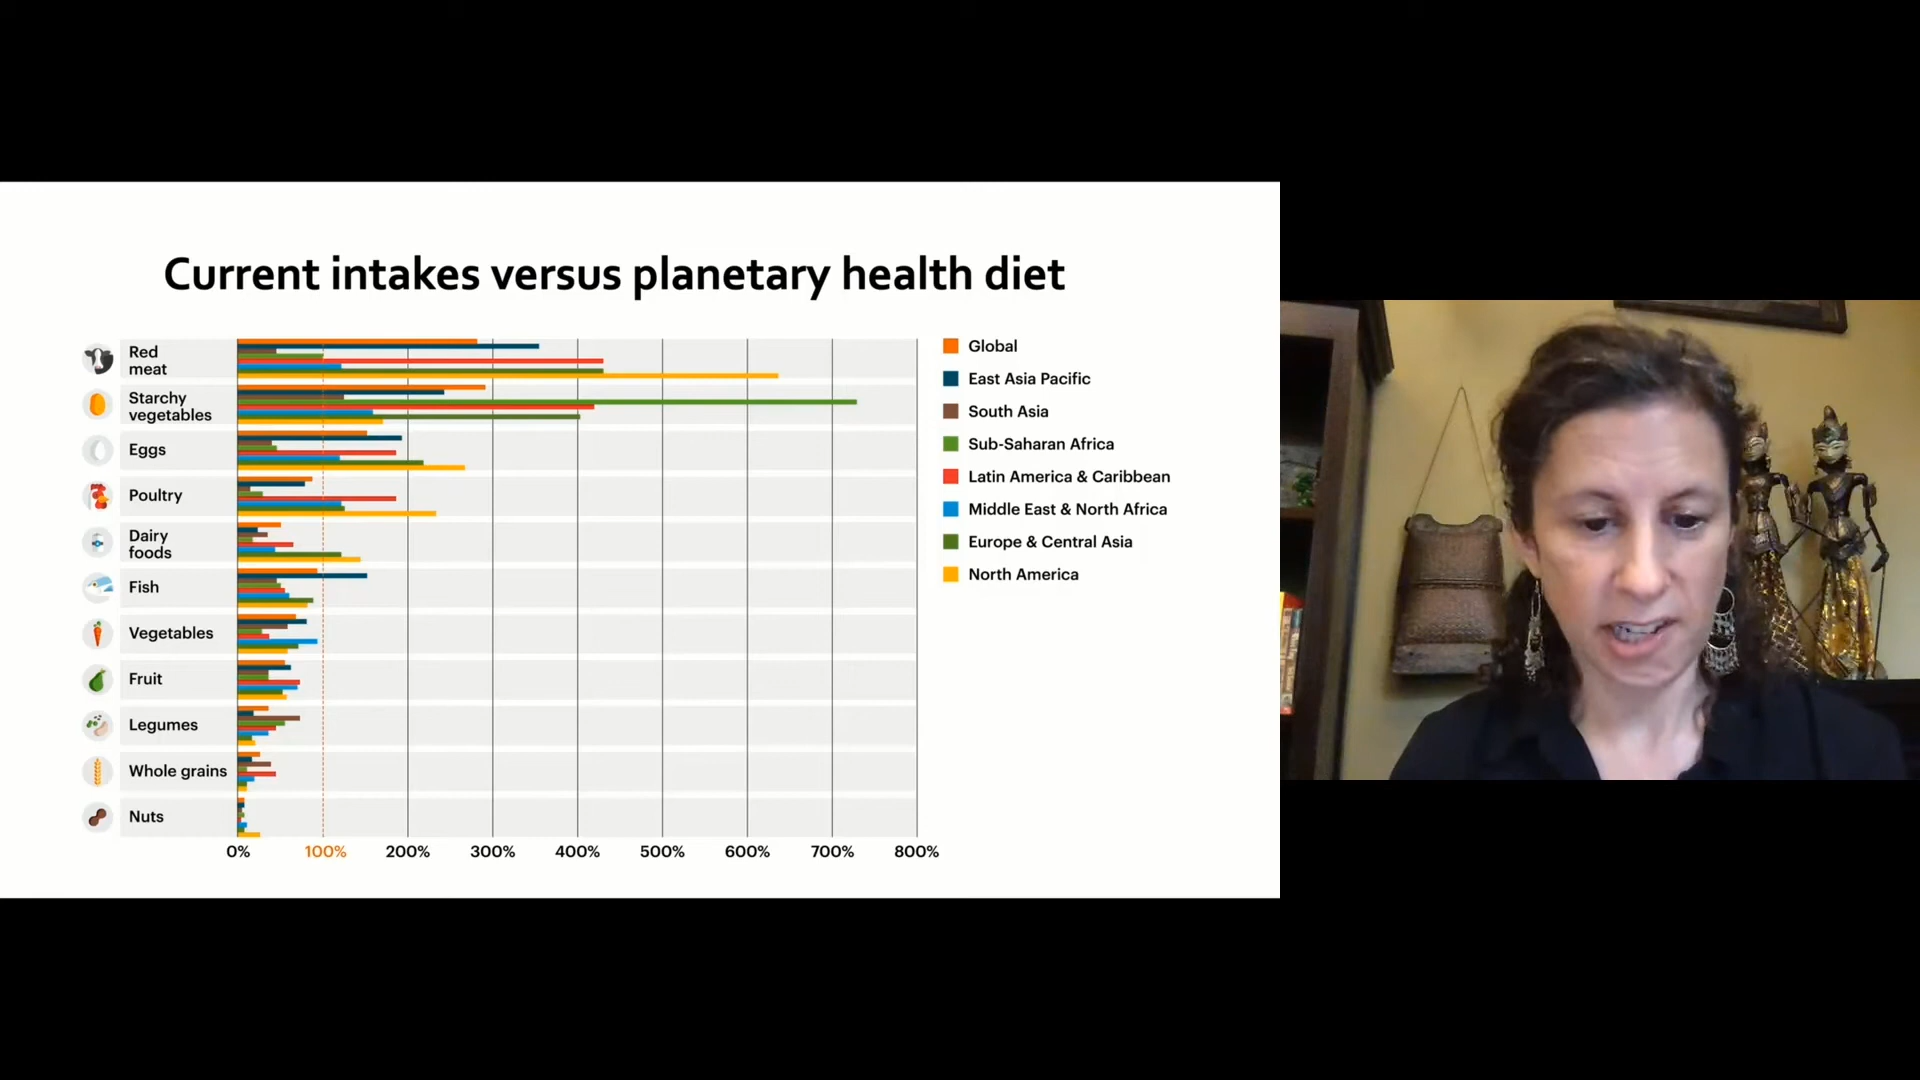 Current intakes versus planetary health diet
Red
meat
Starchy
vegetables
Eggs
Poultry
Dairy
foods
Fish
Vegetables
Fruit
Legumes
Whole grains
Nuts
0%
100%
200%
300%
400%
500%
600%
700%
800%
Global
East Asia Pacific
South Asia
Sub-Saharan Africa
Latin America & Caribbean
Middle East & North Africa
Europe & Central Asia
North America